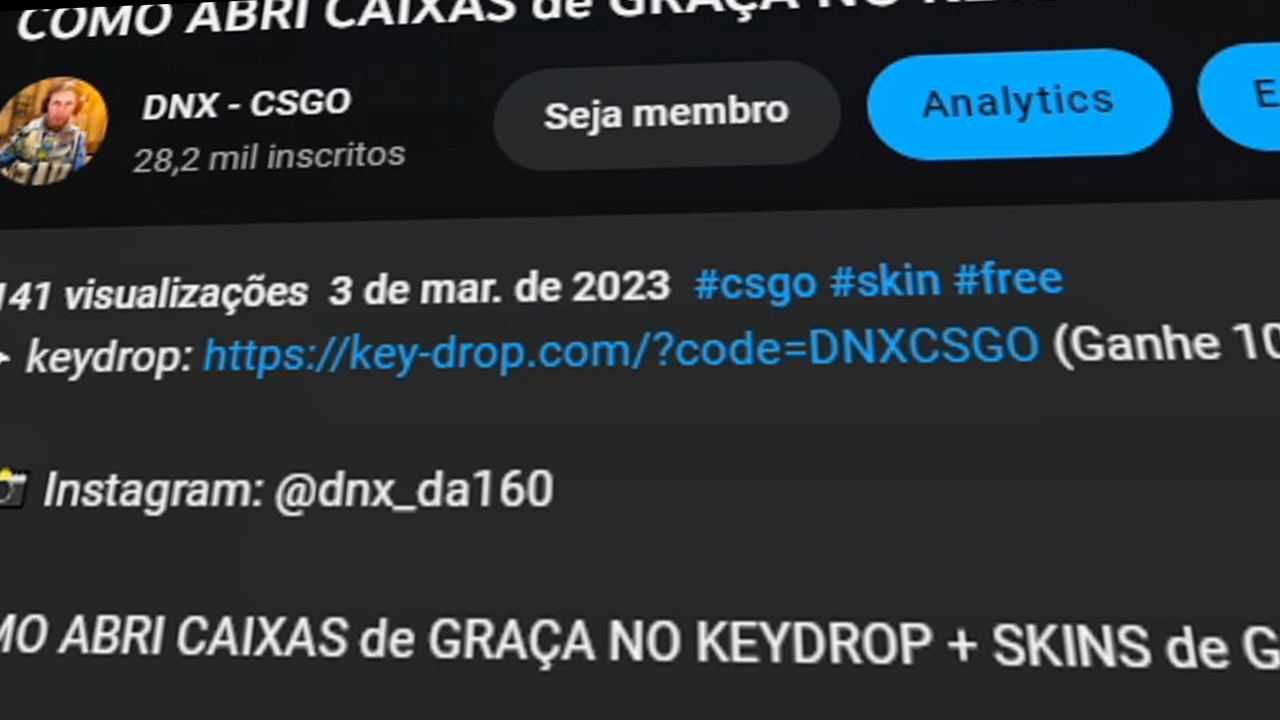 COMO ABRI CAIXAS de GRAÇA NO
DNX - CSGO
28,2 mil inscritos
Seja membro
Analytics
141 visualizações 3 de mar. de 2023 #csgo #skin #free
keydrop: https://key-drop.com/?code=DNXCSGO (Ganhe 10
Instagram: @dnx_da160
MO ABRI CAIXAS de GRAÇA NO KEYDROP + SKINS de G